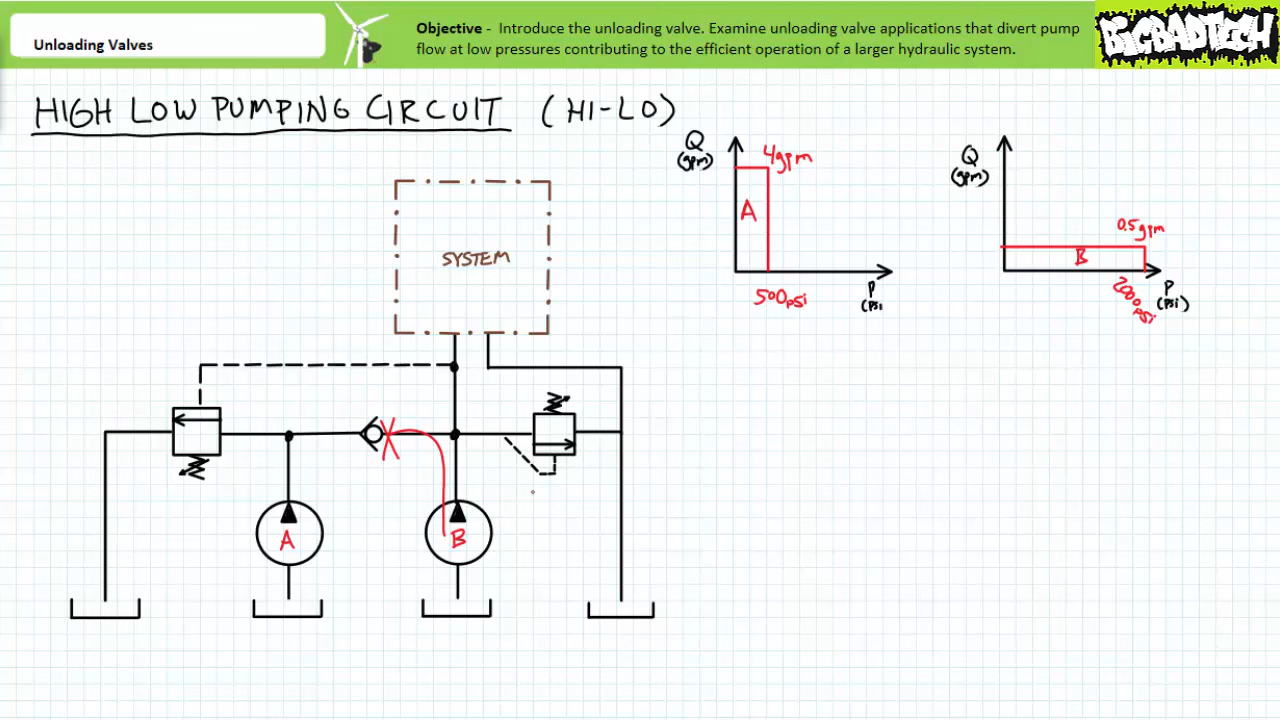 Unloading Valves
Objective - Introduce the unloading valve. Examine unloading valve applications that divert pump
flow at low pressures contributing to the efficient operation of a larger hydraulic system.
BIGBADTECH
HIGH LOW PUMPING CIRCUIT (HI-LO)
Q
(gpm)
4gpm
A
500psi
P
(psi
Q
(gpm)
0.5gpm
B
2000
psi
P
(psi)
SYSTEM
A
B